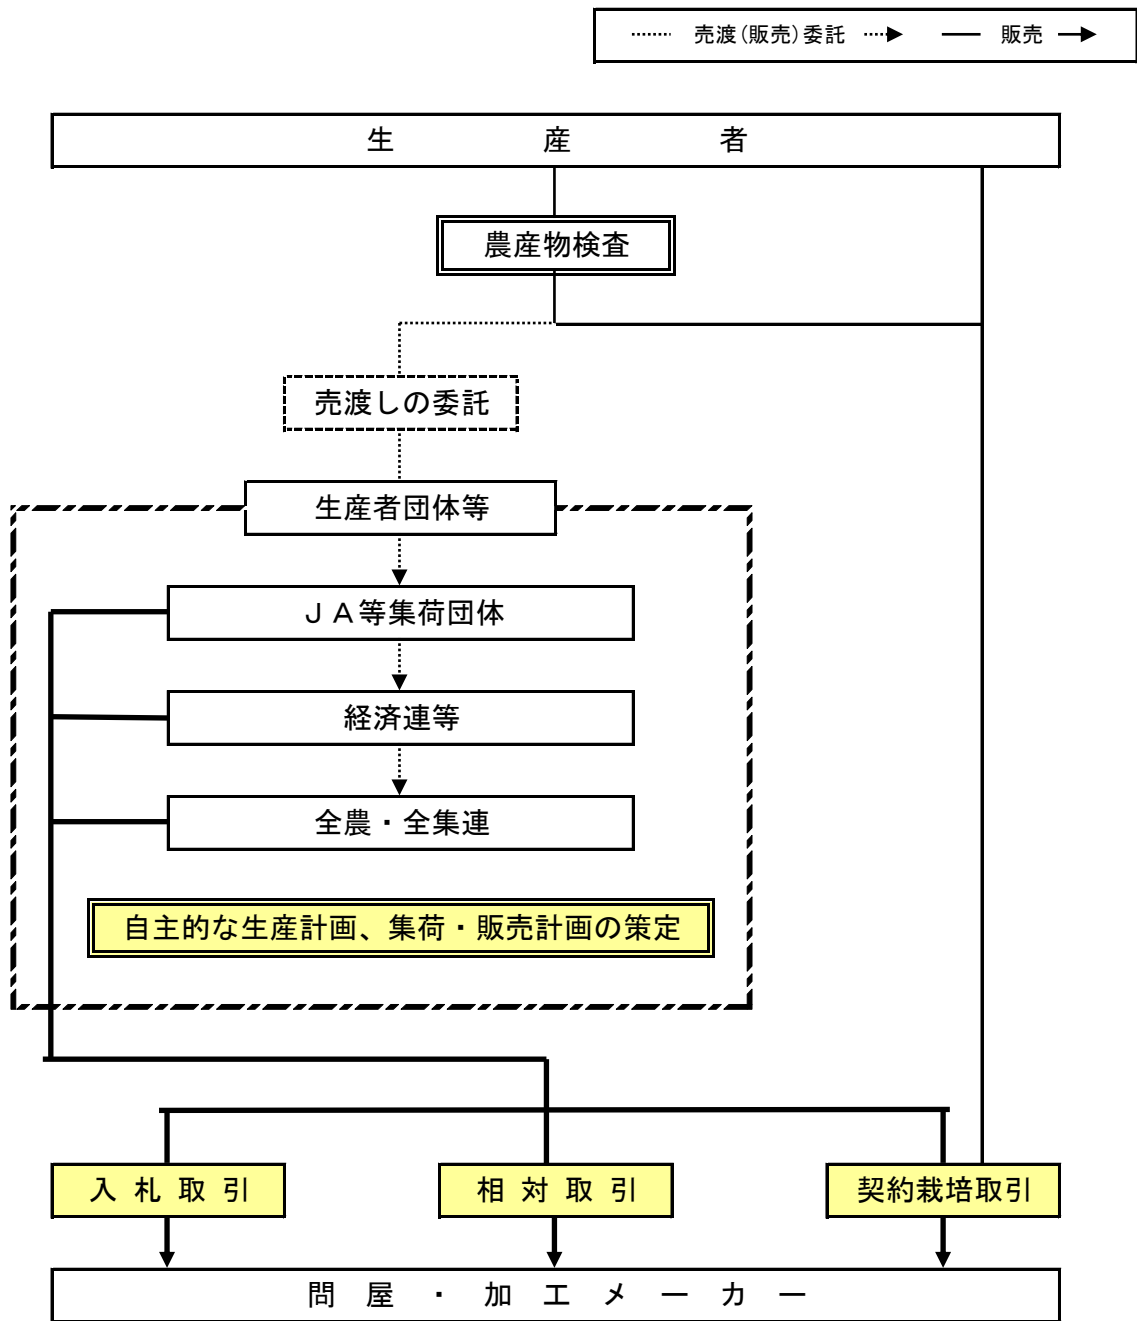 売渡(販売)委託 販売
生産者
農産物検査
売渡しの委託
生産者団体等
ＪＡ等集荷団体
経済連等
全農・全集連
自主的な生産計画、集荷・販売計画の策定
入札取引 相対取引 契約栽培取引
問屋・加工メーカー